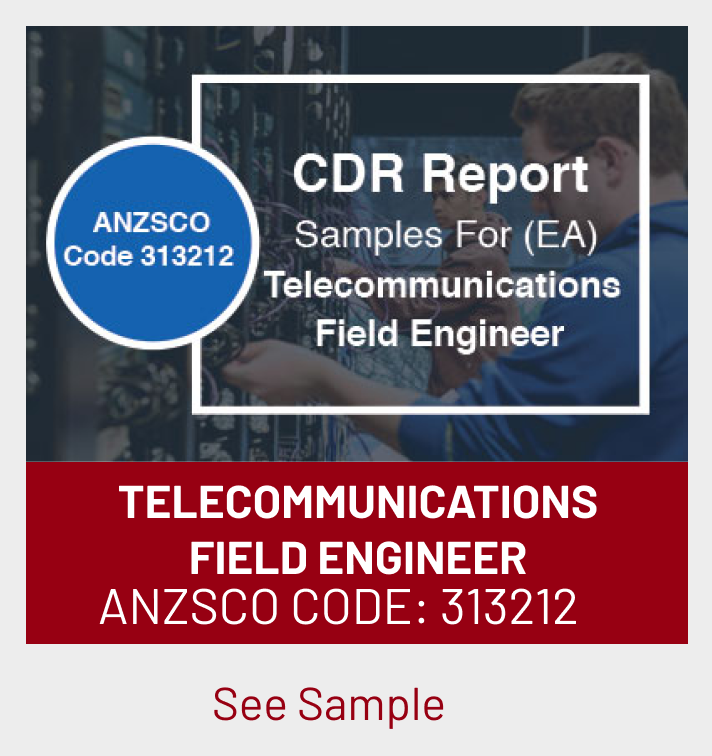 ANZSCO
Code 313212
CDR Report
Samples For (EA)
Telecommunications
Field Engineer
TELECOMMUNICATIONS
FIELD ENGINEER
ANZSCO CODE: 313212
See Sample